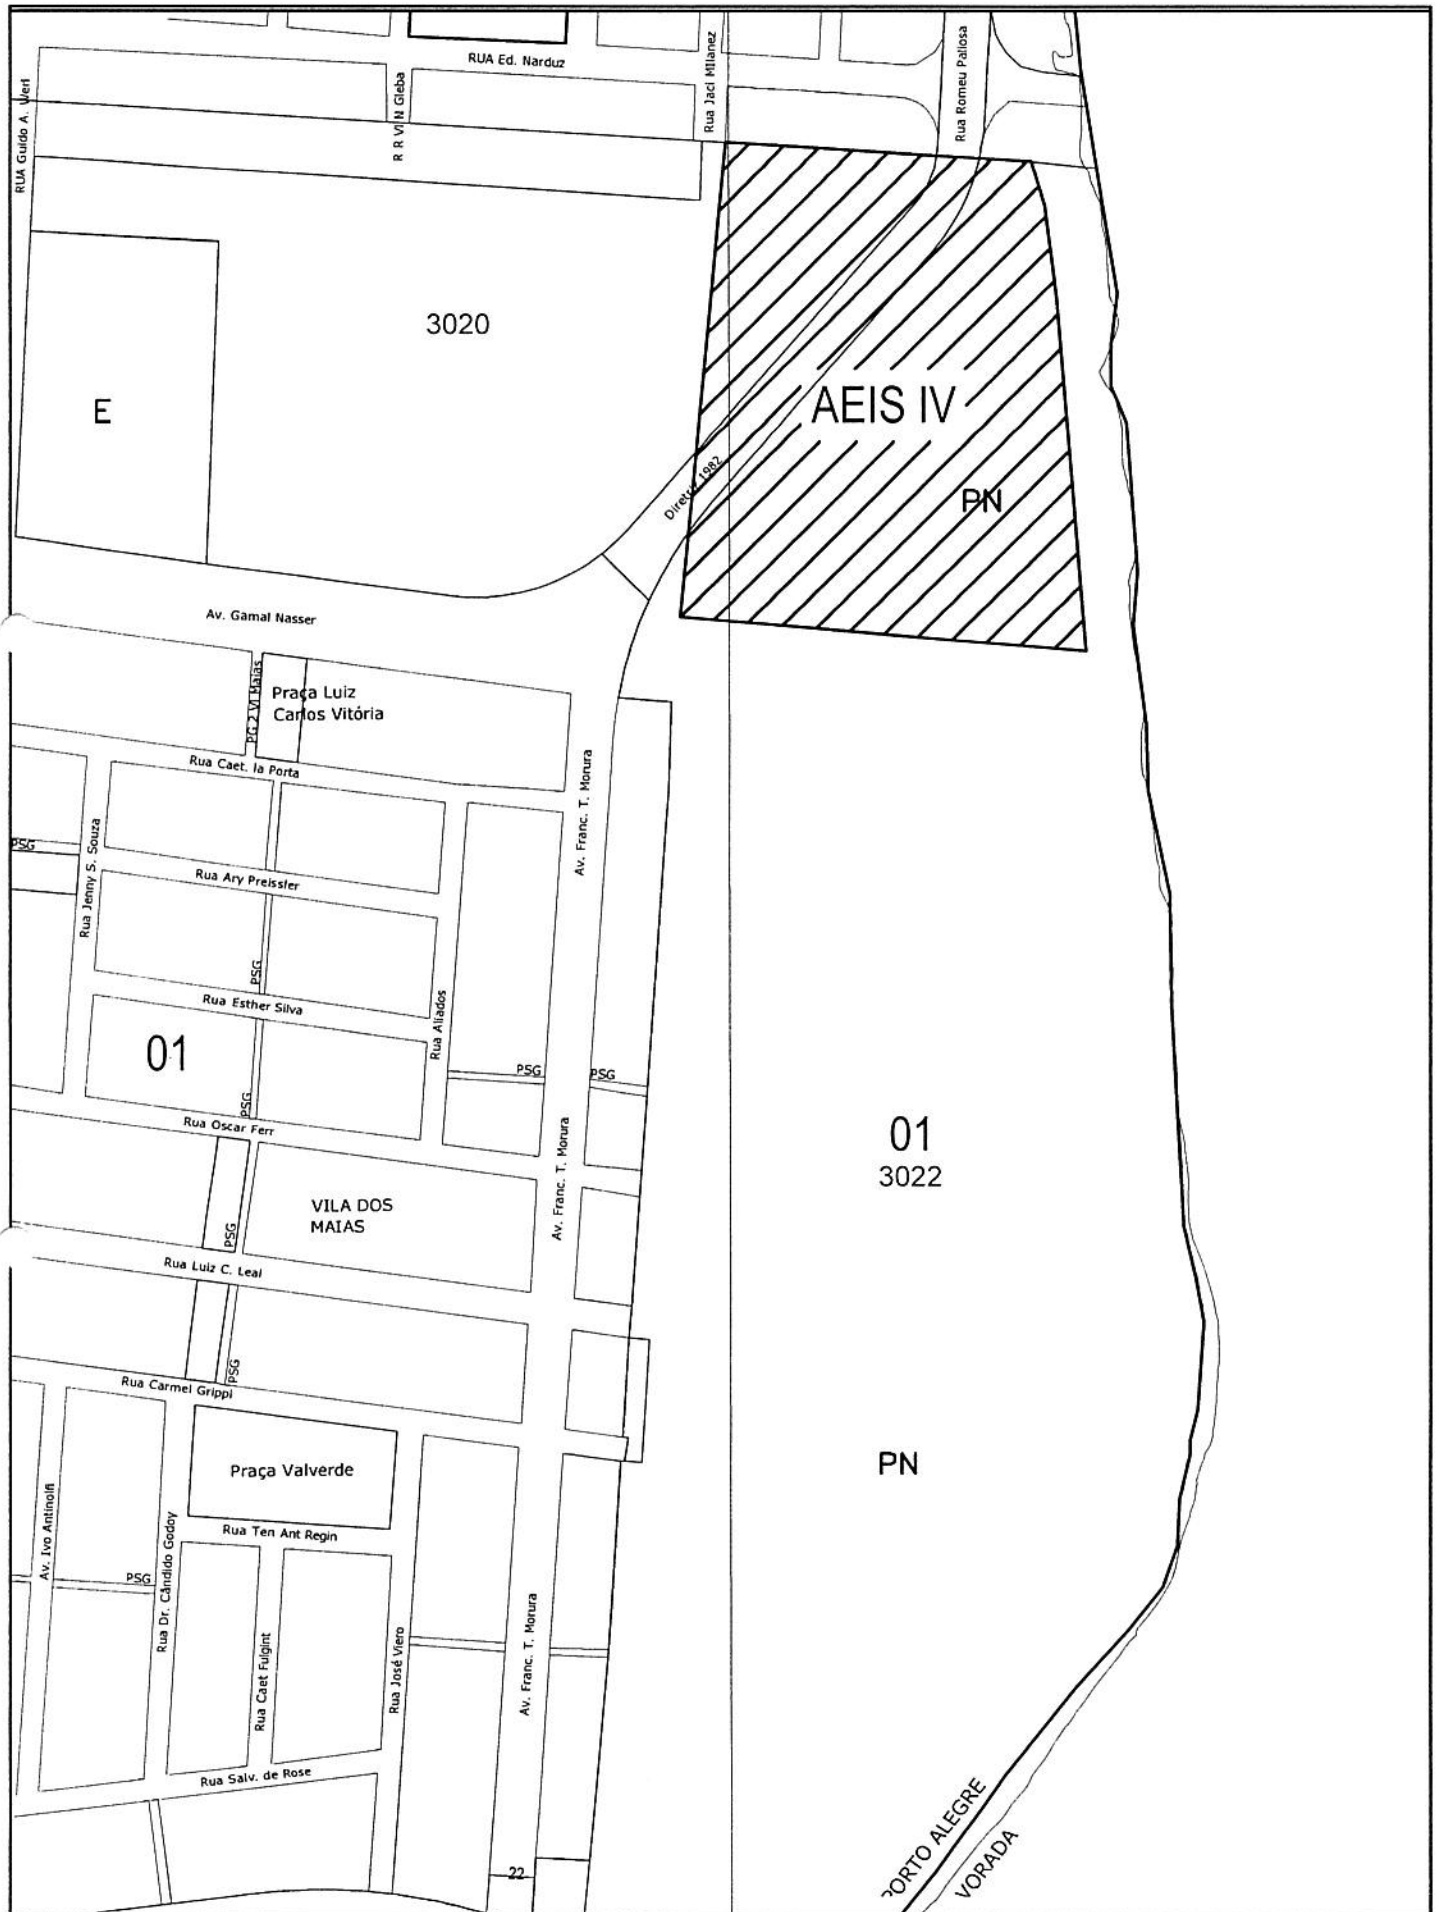 RUA Ed. Narduz
RUA Guido A. Werl
R R VI N Gleba
Rua Jaci Milanez
Rua Romeu Pallosa
3020
E
AEIS IV
PN
Diretriz 1982
Av. Gamal Nasser
PG 2 VI Maias
Praça Luiz
Carlos Vitória
Rua Caet. la Porta
Av. Franc. T. Morura
PSG
Rua Jenny S. Souza
Rua Ary Preissler
PSG
Rua Esther Silva
Rua Aliados
01
PSG
PSG
PSG
Rua Oscar Ferr
01
3022
Av. Franc. T. Morura
VILA DOS
MAIAS
PSG
Rua Luiz C. Leal
PSG
Rua Carmel Grippi
Praça Valverde
PN
Av. Ivo Antinolfi
Rua Ten Ant Regin
Rua Dr. Cândido Godoy
PSG
Rua Caet Fulgint
Rua José Viero
Av. Franc. T. Morura
Rua Salv. de Rose
22
PORTO ALEGRE
VORADA